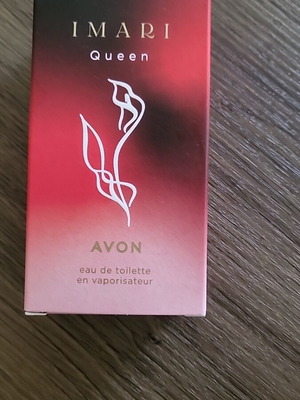 IMARI
Queen
AVON
eau de toilette
en vaporisateur